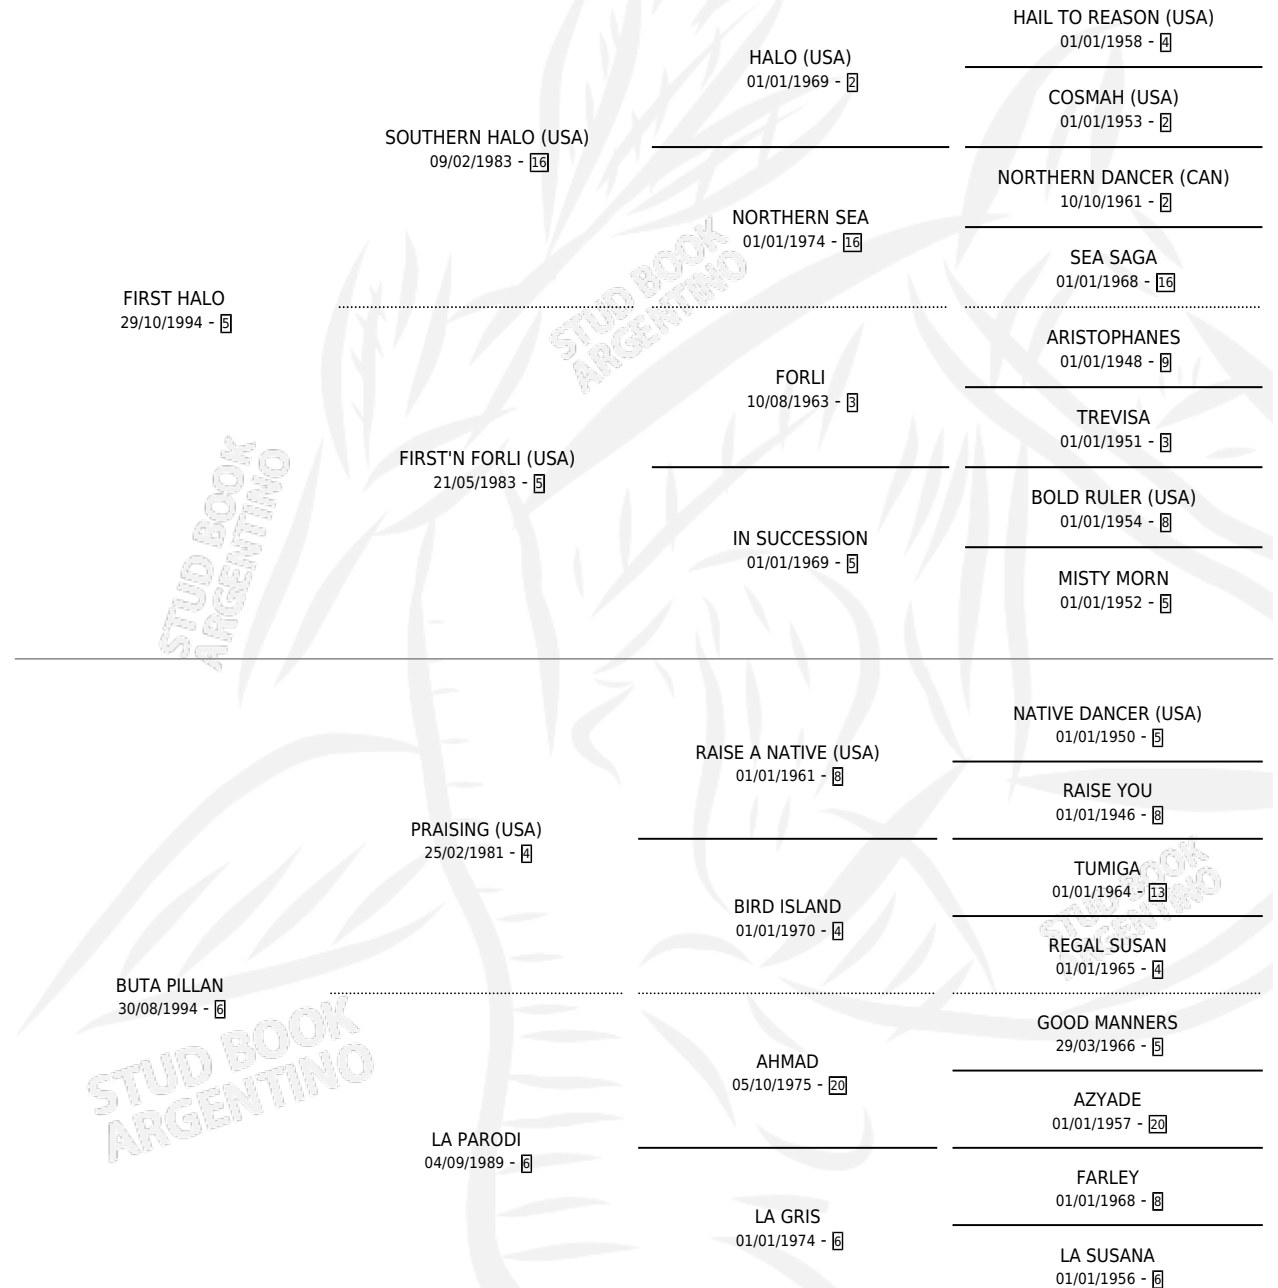 HAIL TO REASON (USA)
01/01/1958 - 4
HALO (USA)
01/01/1969 - 2
COSMAH (USA)
01/01/1953 - 2
SOUTHERN HALO (USA)
09/02/1983 - 16
NORTHERN DANCER (CAN)
10/10/1961 - 2
NORTHERN SEA
01/01/1974 - 16
SEA SAGA
01/01/1968 - 16
FIRST HALO
29/10/1994 - 5
ARISTOPHANES
01/01/1948 - 9
FORLI
10/08/1963 - 3
TREVISA
01/01/1951 - 3
FIRST'N FORLI (USA)
21/05/1983 - 5
BOLD RULER (USA)
01/01/1954 - 8
IN SUCCESSION
01/01/1969 - 5
MISTY MORN
01/01/1952 - 5
NATIVE DANCER (USA)
01/01/1950 - 5
RAISE A NATIVE (USA)
01/01/1961 - 8
RAISE YOU
01/01/1946 - 8
PRAISING (USA)
25/02/1981 - 4
TUMIGA
01/01/1964 - 13
BIRD ISLAND
01/01/1970 - 4
REGAL SUSAN
01/01/1965 - 4
BUTA PILLAN
30/08/1994 - 6
GOOD MANNERS
29/03/1966 - 5
AHMAD
05/10/1975 - 20
AZYADE
01/01/1957 - 20
LA PARODI
04/09/1989 - 6
FARLEY
01/01/1968 - 8
LA GRIS
01/01/1974 - 6
LA SUSANA
01/01/1956 - 6
STUD BOOK
ARGENTINO
STUD BOOK
ARGENTINO
STUD BOOK
ARGENTINO
STUD BOOK
ARGENTINO